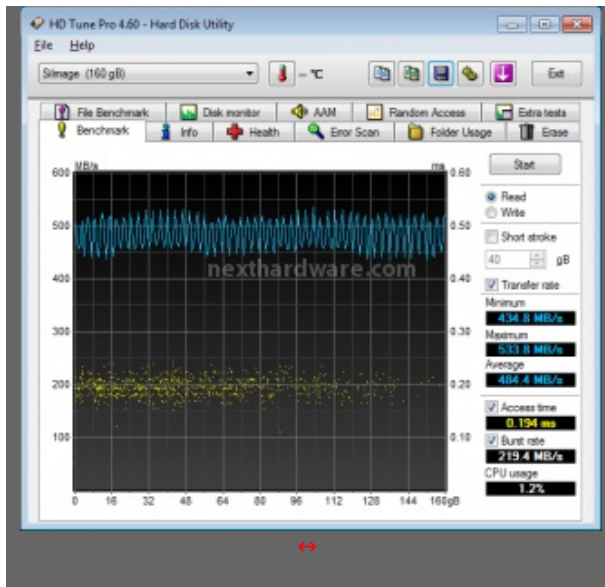 HD Tune Pro 4.60 - Hard Disk Utility
File Help
SiImage (160 gB)
– °C
Exit
File Benchmark Disk monitor AAM Random Access Extra tests
Benchmark Info Health Error Scan Folder Usage Erase
MB/s ms
600 0.60
500 0.50
400 0.40
300 0.30
200 0.20
100 0.10
0 16 32 48 64 80 96 112 128 144 160gB
nexthardware.com
Start
Read
Write
Short stroke
40 gB
Transfer rate
Minimum
434.8 MB/s
Maximum
533.8 MB/s
Average
484.4 MB/s
Access time
0.194 ms
Burst rate
219.4 MB/s
CPU usage
1.2%